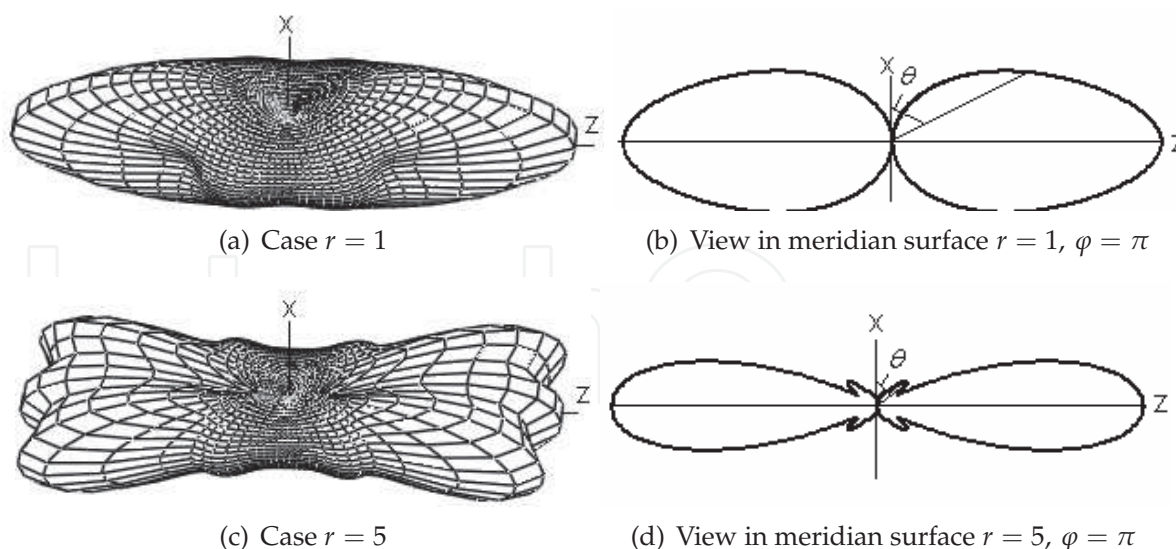 X
Z
(a) Case r = 1
X
θ
Z
(b) View in meridian surface r = 1, φ = π
X
Z
(c) Case r = 5
X
θ
Z
(d) View in meridian surface r = 5, φ = π